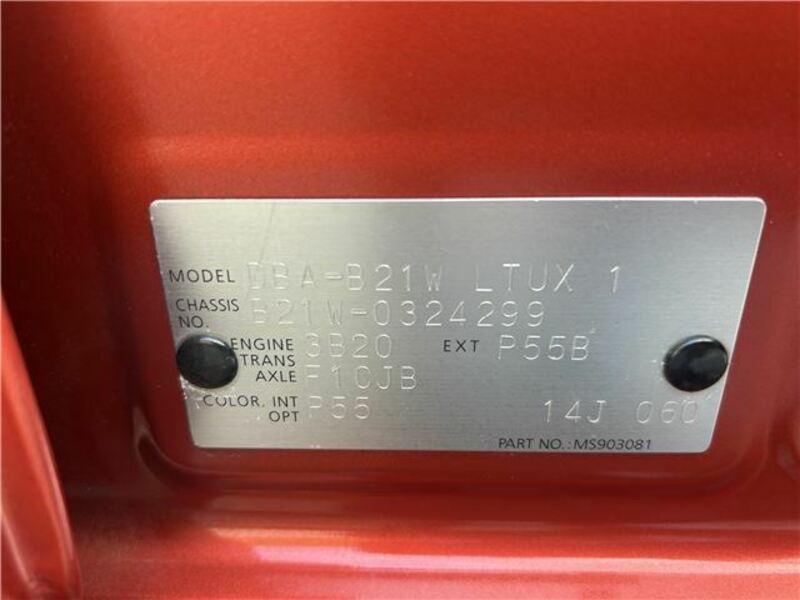 MODEL DBA-B21W LTUX 1
CHASSIS NO. B21W-0324299
ENGINE 3B20 EXT P55B
TRANS AXLE F1CJB
COLOR. INT OPT P55 14J 060
PART NO.: MS903081